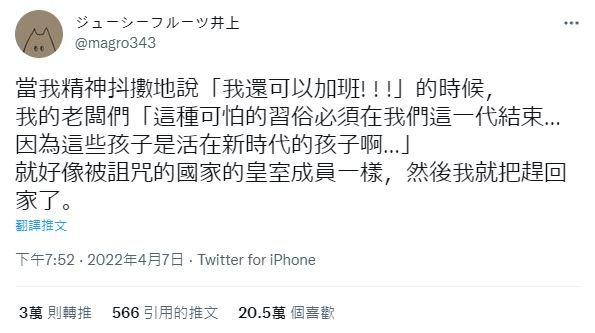 ジューシーフルーツ井上
@magro343
當我精神抖擻地說「我還可以加班! ! !」的時候，
我的老闆們「這種可怕的習俗必須在我們這一代結束...
因為這些孩子是活在新時代的孩子啊...」
就好像被詛咒的國家的皇室成員一樣，然後我就把趕回
家了。
翻譯推文
下午7:52 · 2022年4月7日 · Twitter for iPhone
3萬 則轉推 566 引用的推文 20.5萬 個喜歡